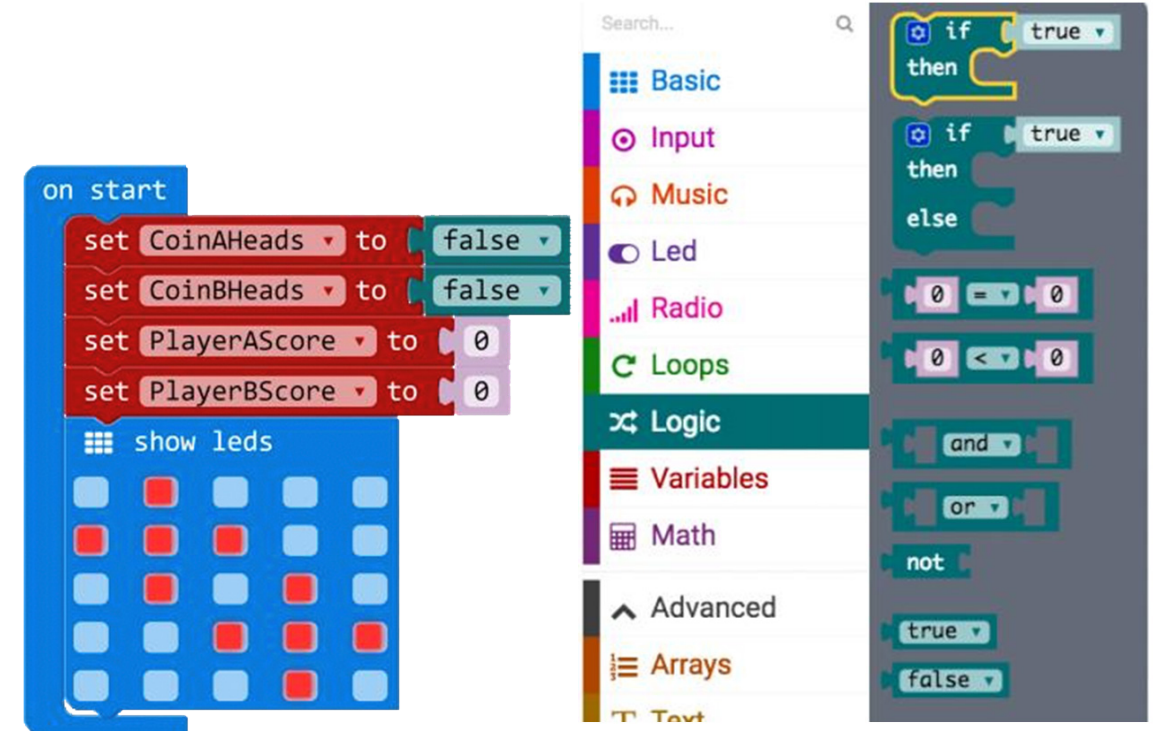 on start
set CoinAHeads to false
set CoinBHeads to false
set PlayerAScore to 0
set PlayerBScore to 0
show leds
Search...
Basic
Input
Music
Led
Radio
Loops
Logic
Variables
Math
Advanced
Arrays
Text
if true
then
if true
then
else
0 = 0
0 < 0
and
or
not
true
false